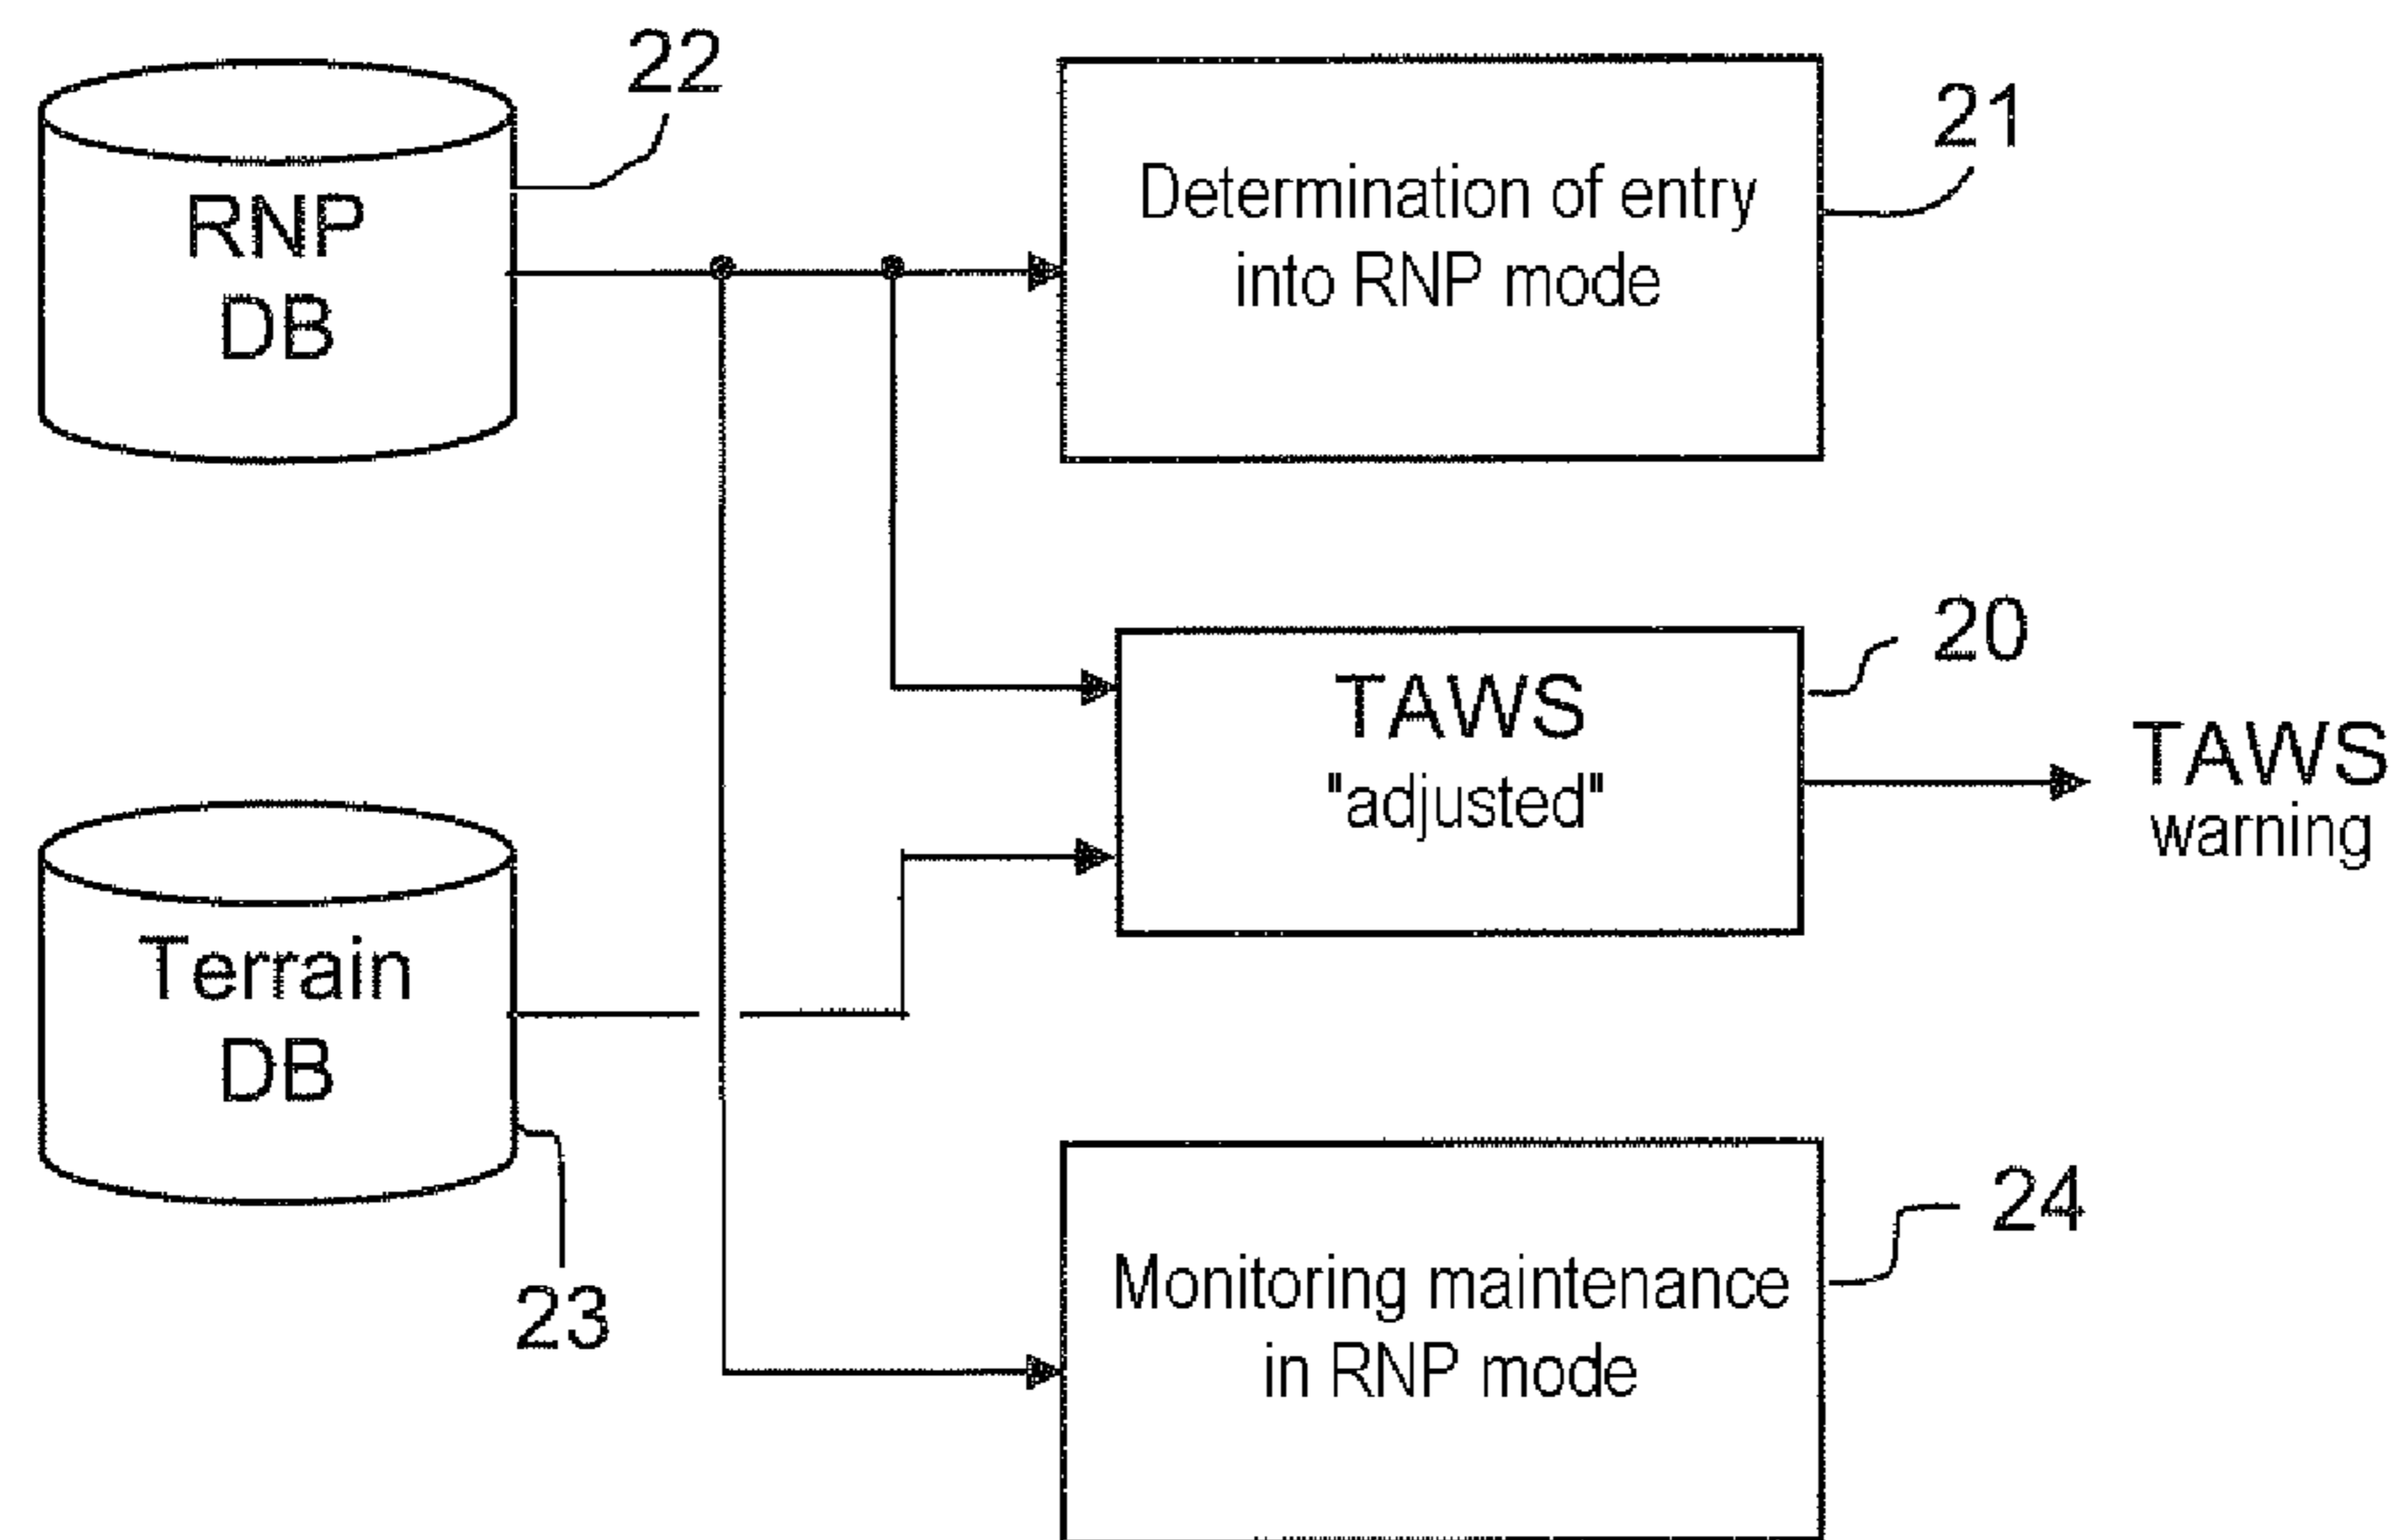 22
RNP
DB
Determination of entry
into RNP mode
21
TAWS
"adjusted"
20
TAWS
warning
Terrain
DB
23
Monitoring maintenance
in RNP mode
24